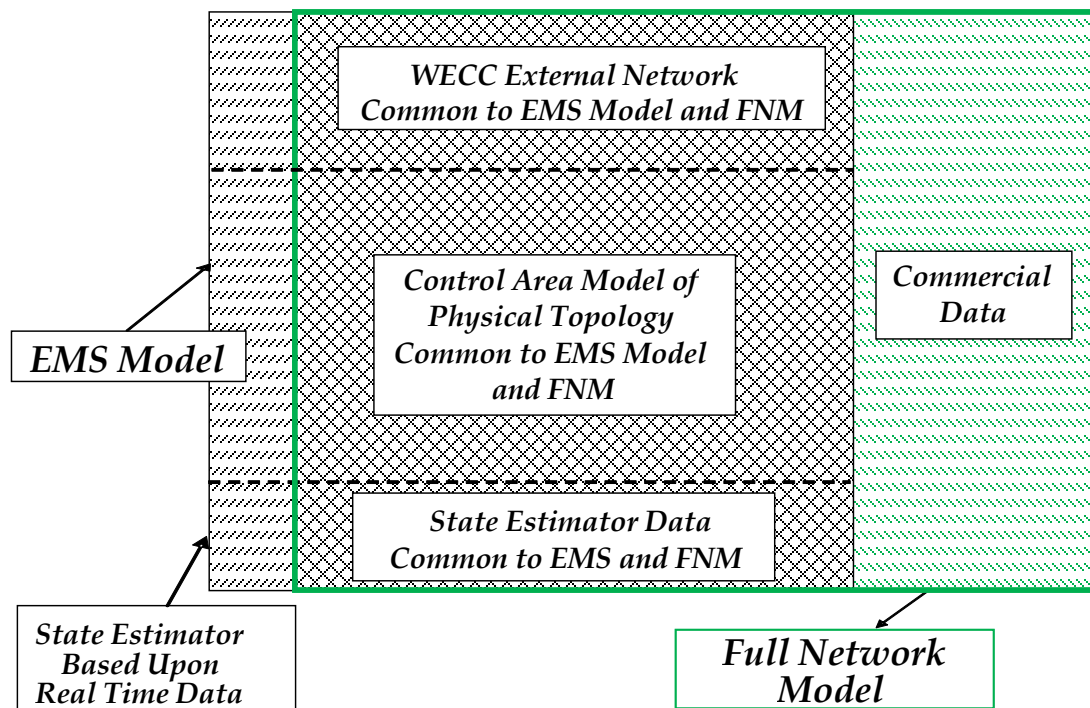 WECC External Network
Common to EMS Model and FNM
Control Area Model of
Physical Topology
Common to EMS Model
and FNM
Commercial
Data
EMS Model
State Estimator Data
Common to EMS and FNM
State Estimator
Based Upon
Real Time Data
Full Network
Model